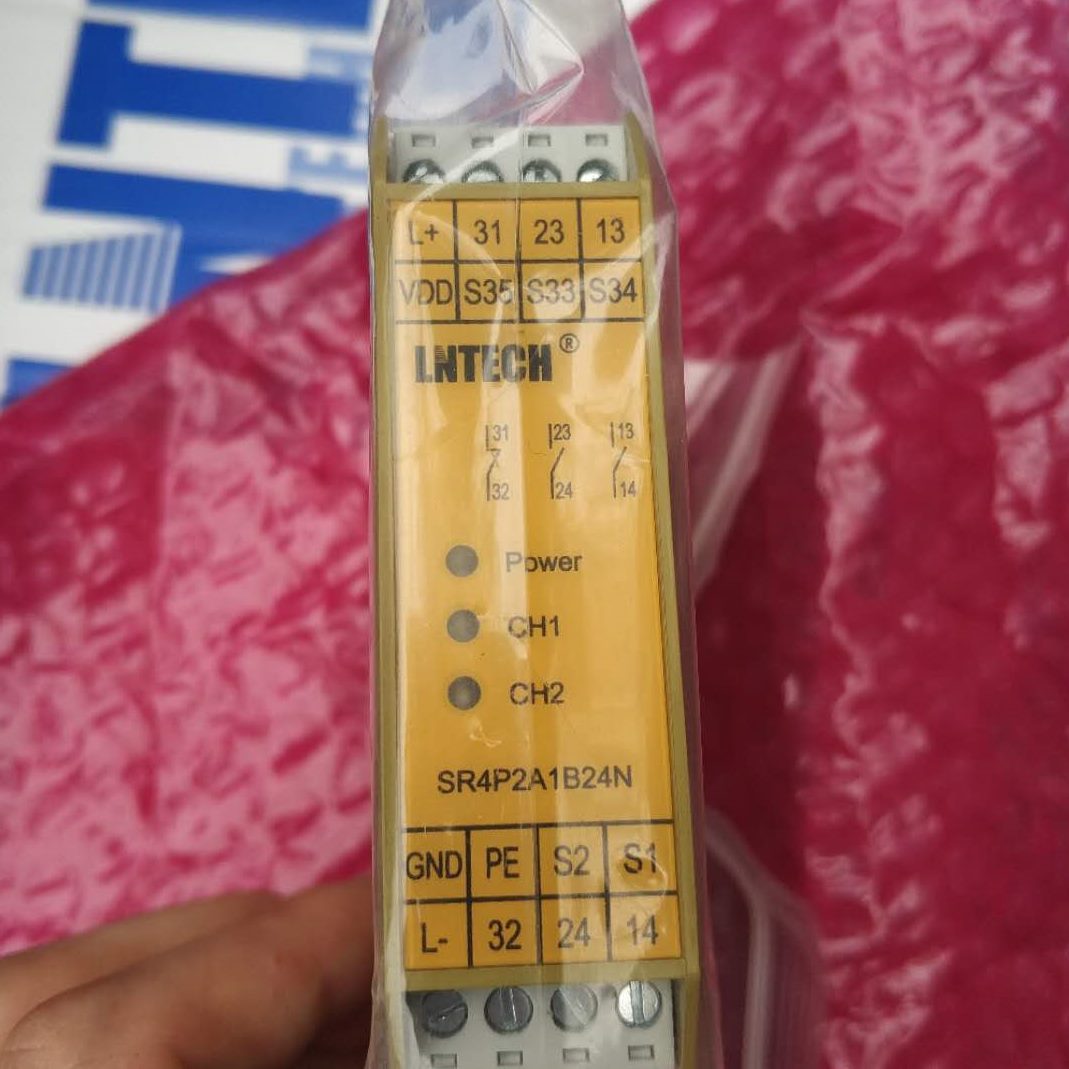 L+ 31 23 13
VDD S35 S33 S34
LNTECH®
31 23 13
32 24 14
Power
CH1
CH2
SR4P2A1B24N
GND PE S2 S1
L- 32 24 14